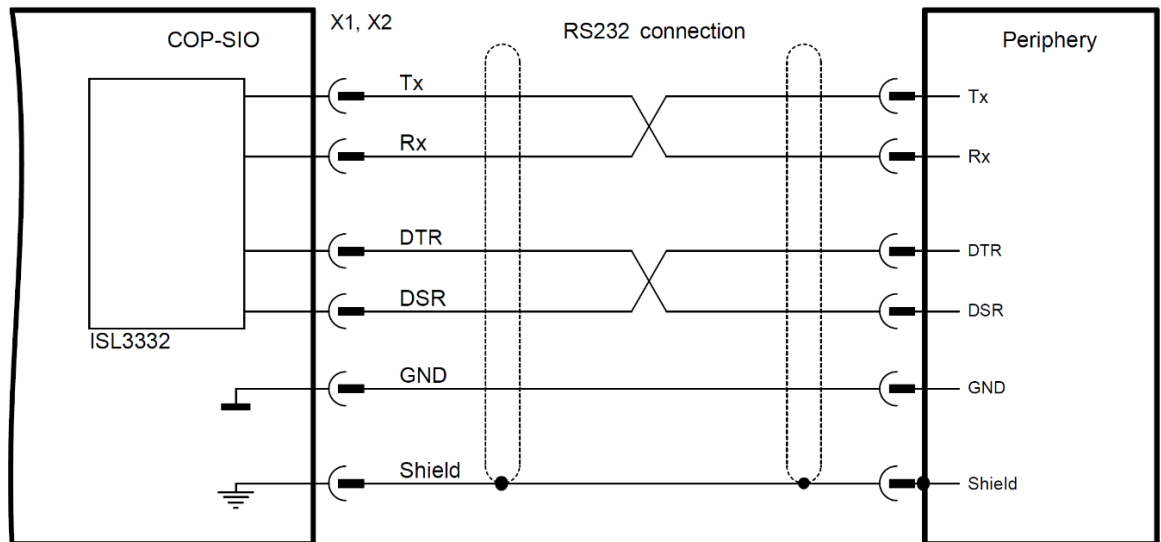 COP-SIO
X1, X2
RS232 connection
Periphery
Tx
Tx
Rx
Rx
DTR
DTR
DSR
DSR
ISL3332
GND
GND
Shield
Shield